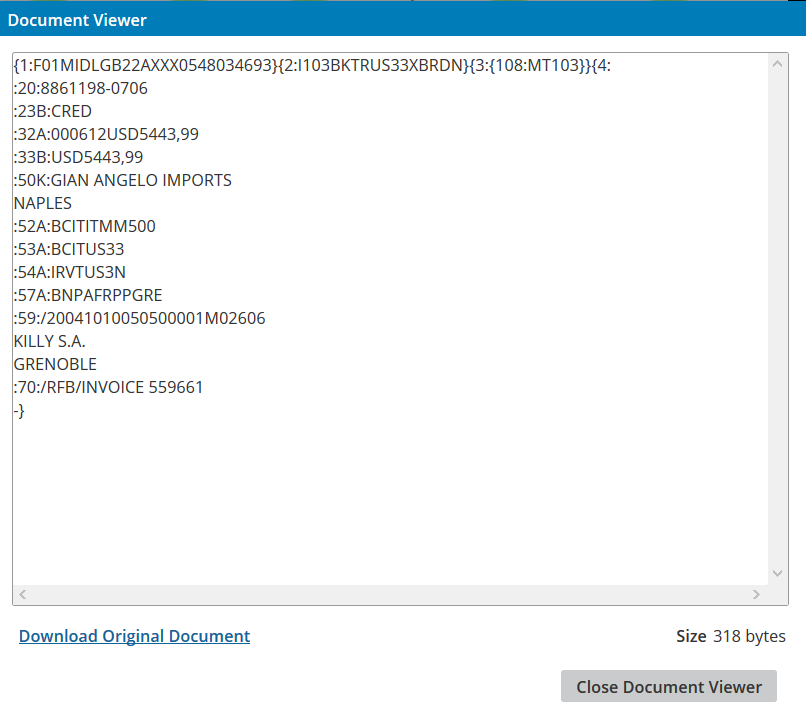 Document Viewer
{1:F01MIDLGB22AXXX0548034693}{2:I103BKTRUS33XBRDN}{3:{108:MT103}}{4:
:20:8861198-0706
:23B:CRED
:32A:000612USD5443,99
:33B:USD5443,99
:50K:GIAN ANGELO IMPORTS
NAPLES
:52A:BCITITMM500
:53A:BCITUS33
:54A:IRVTUS3N
:57A:BNPAFRPPGRE
:59:/20041010050500001M02606
KILLY S.A.
GRENOBLE
:70:/RFB/INVOICE 559661
-}
Download Original Document
Size 318 bytes
Close Document Viewer